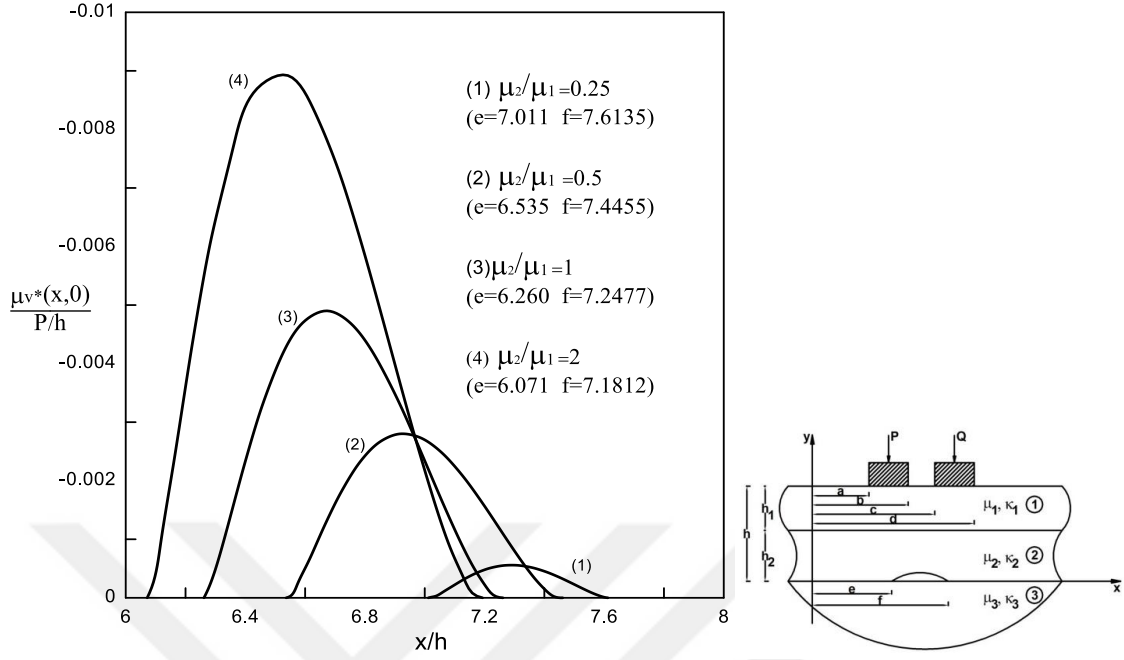 -0.01
-0.008
-0.006
-0.004
-0.002
0
μv*(x,0)
P/h
6
6.4
6.8
7.2
7.6
8
x/h
(4)
(3)
(2)
(1)
(1) μ₂/μ₁=0.25
(e=7.011 f=7.6135)
(2) μ₂/μ₁=0.5
(e=6.535 f=7.4455)
(3)μ₂/μ₁=1
(e=6.260 f=7.2477)
(4) μ₂/μ₁=2
(e=6.071 f=7.1812)
y
P
Q
a
b
c
d
h
h₁
h₂
μ₁, κ₁ ①
μ₂, κ₂ ②
μ₃, κ₃ ③
e
f
x